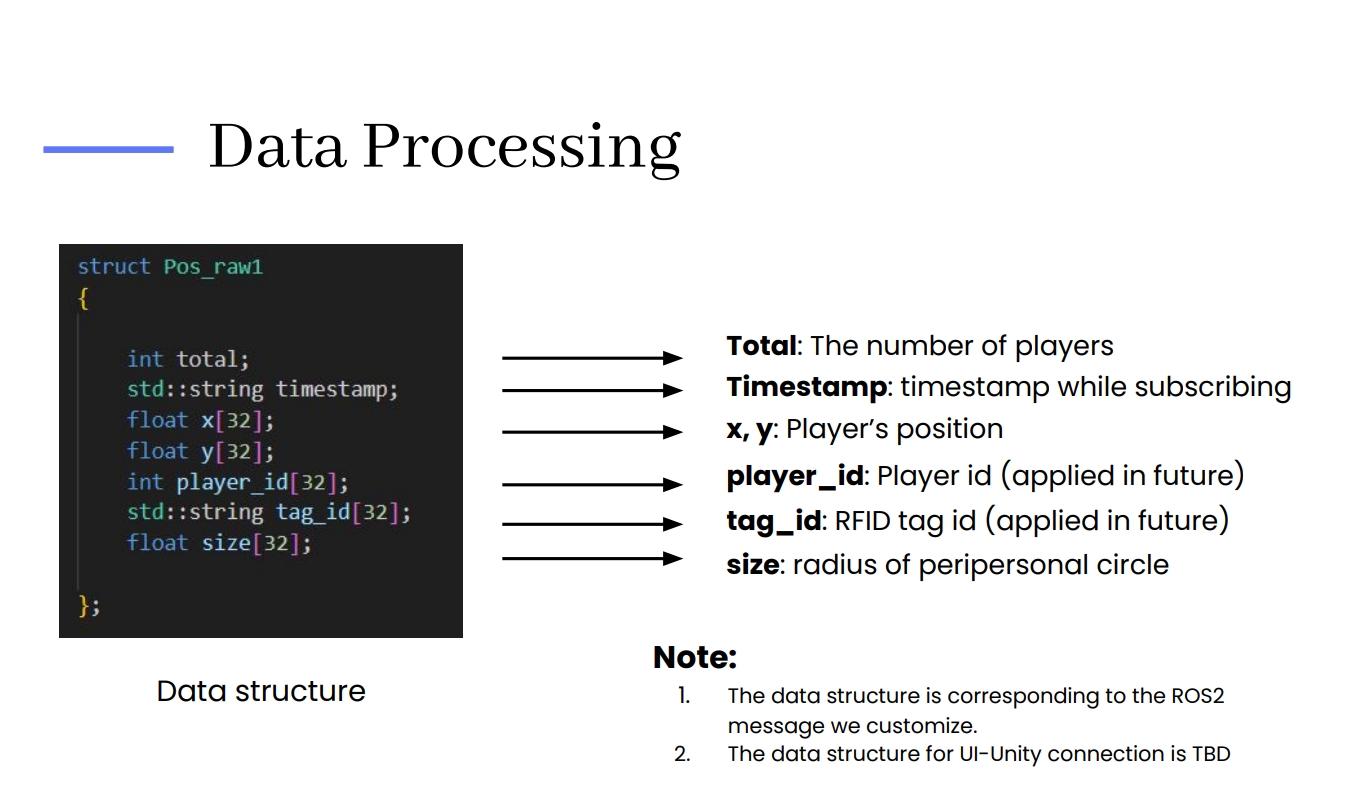 Data Processing
struct Pos_raw1
{
int total;
std::string timestamp;
float x[32];
float y[32];
int player_id[32];
std::string tag_id[32];
float size[32];
};
Data structure
Total: The number of players
Timestamp: timestamp while subscribing
x, y: Player’s position
player_id: Player id (applied in future)
tag_id: RFID tag id (applied in future)
size: radius of peripersonal circle
Note:
1. The data structure is corresponding to the ROS2
message we customize.
2. The data structure for UI-Unity connection is TBD